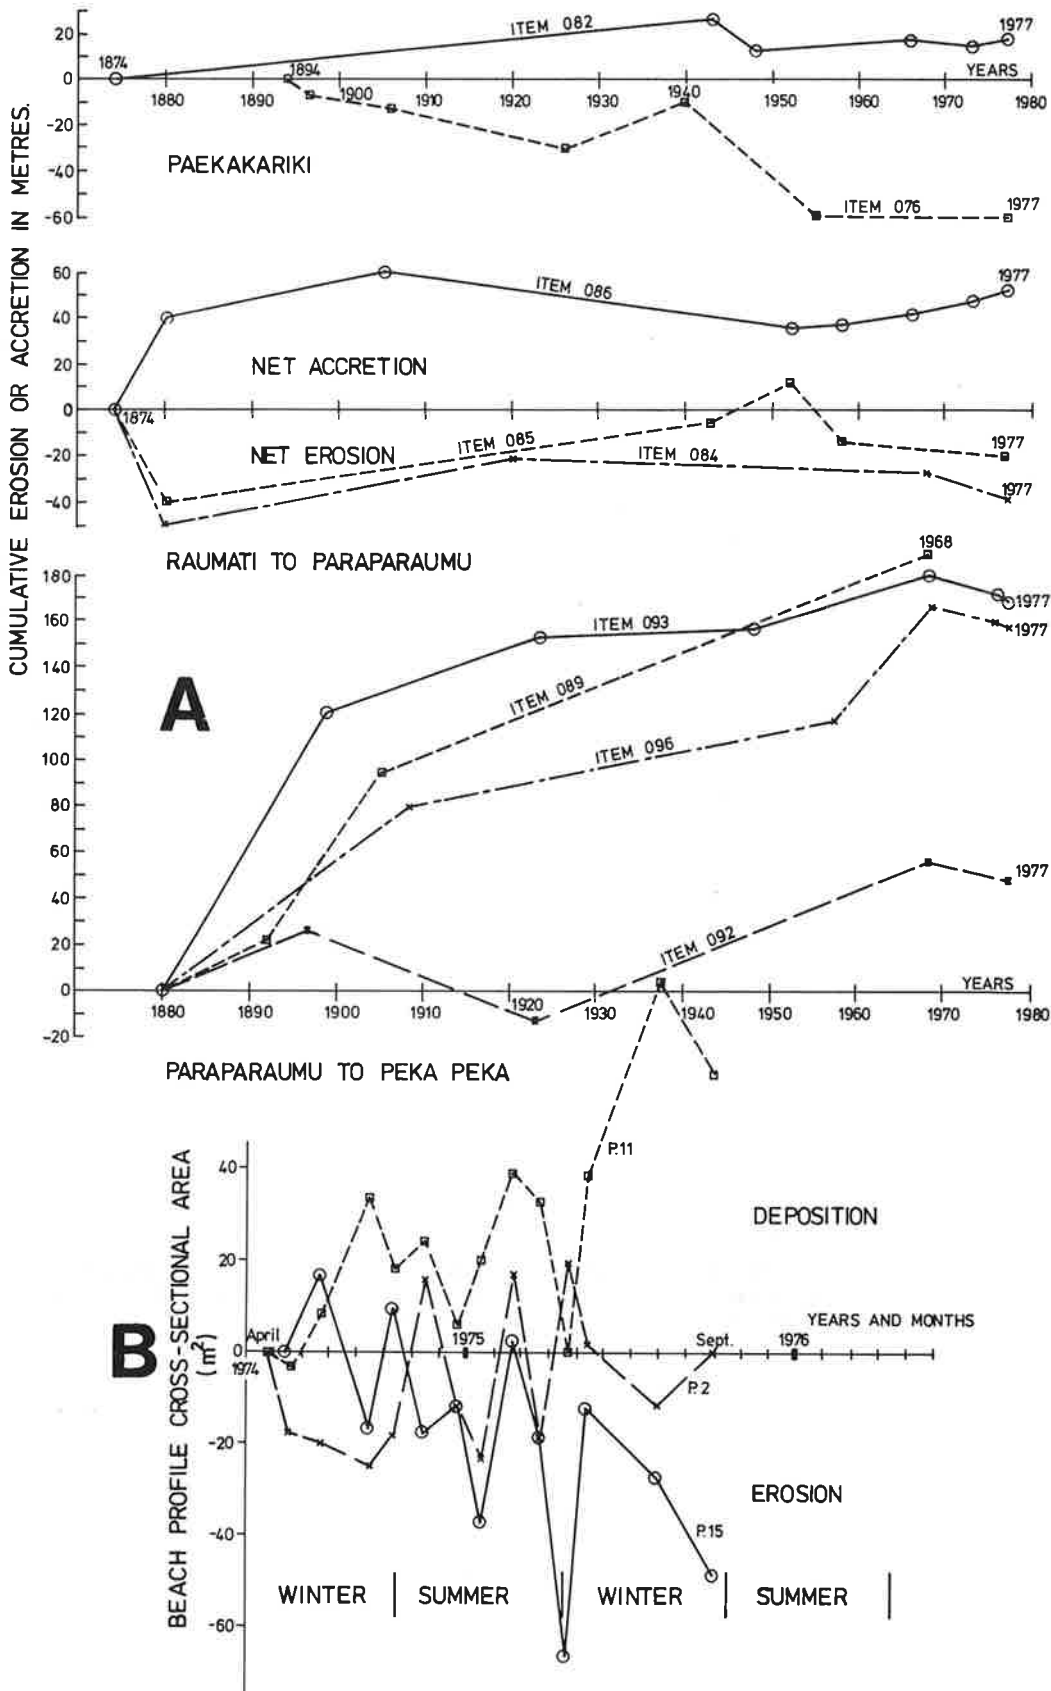 CUMULATIVE EROSION OR ACCRETION IN METRES.
20
0
-20
-40
-60
1874
ITEM 082
1977
YEARS
1894
1880 1890 1900 1910 1920 1930 1940 1950 1960 1970 1980
PAEKAKARIKI
ITEM 076
1977
60
40
20
0
-20
-40
ITEM 086
1977
NET ACCRETION
1874
NET EROSION
ITEM 085
ITEM 084
1977
1977
RAUMATI TO PARAPARAUMU
180
160
140
120
100
80
60
40
20
0
-20
A
1968
ITEM 093
1977
1977
ITEM 089
ITEM 096
1977
ITEM 092
YEARS
1880 1890 1900 1910 1920 1930 1940 1950 1960 1970 1980
PARAPARAUMU TO PEKA PEKA
B
BEACH PROFILE CROSS-SECTIONAL AREA
(m²)
40
20
0
-20
-40
-60
P.11
DEPOSITION
YEARS AND MONTHS
April
1974
1975
Sept.
1976
P.2
EROSION
P.15
WINTER SUMMER WINTER SUMMER